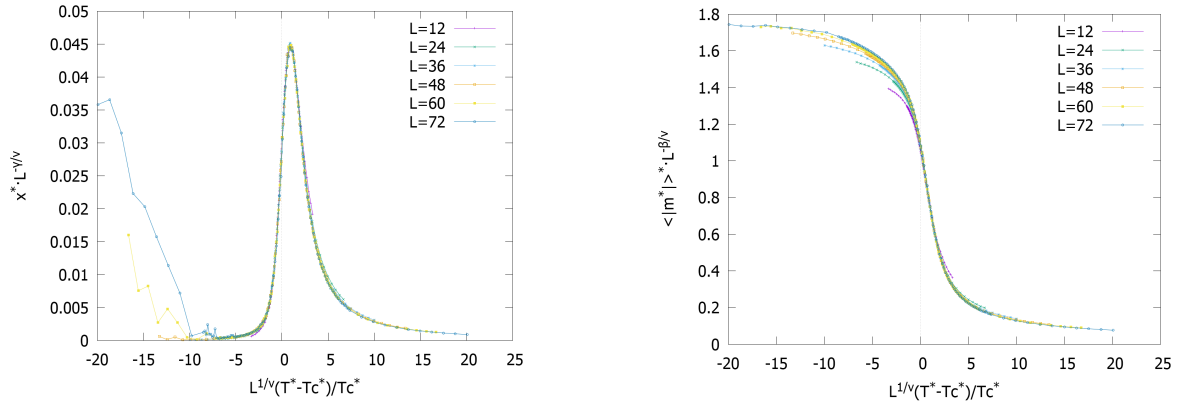 0.05
0.045
0.04
0.035
0.03
0.025
0.02
0.015
0.01
0.005
0
-20 -15 -10 -5 0 5 10 15 20 25
x*·L-γ/ν
L1/ν(T*-Tc*)/Tc*
L=12
L=24
L=36
L=48
L=60
L=72
1.8
1.6
1.4
1.2
1
0.8
0.6
0.4
0.2
0
-20 -15 -10 -5 0 5 10 15 20 25
<|m*|>*·L-β/ν
L1/ν(T*-Tc*)/Tc*
L=12
L=24
L=36
L=48
L=60
L=72